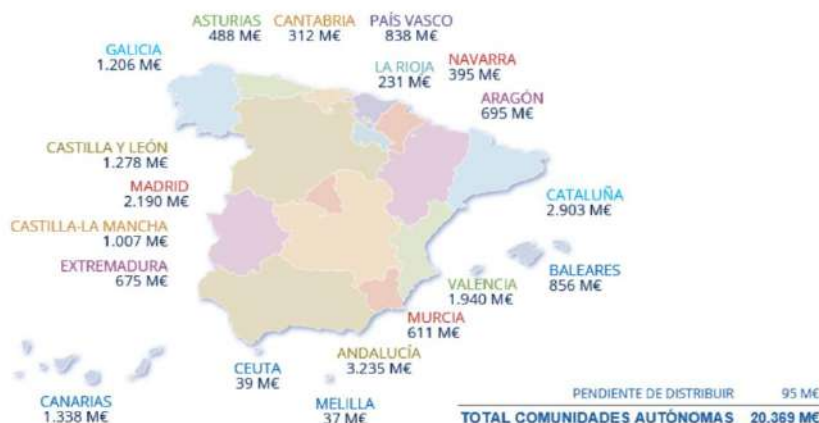 ASTURIAS
488 M€
CANTABRIA
312 M€
PAÍS VASCO
838 M€
GALICIA
1.206 M€
LA RIOJA
231 M€
NAVARRA
395 M€
ARAGÓN
695 M€
CASTILLA Y LEÓN
1.278 M€
MADRID
2.190 M€
CASTILLA-LA MANCHA
1.007 M€
EXTREMADURA
675 M€
CATALUÑA
2.903 M€
BALEARES
856 M€
VALENCIA
1.940 M€
MURCIA
611 M€
ANDALUCÍA
3.235 M€
CEUTA
39 M€
MELILLA
37 M€
CANARIAS
1.338 M€
PENDIENTE DE DISTRIBUIR 95 M€
TOTAL COMUNIDADES AUTÓNOMAS 20.369 M€